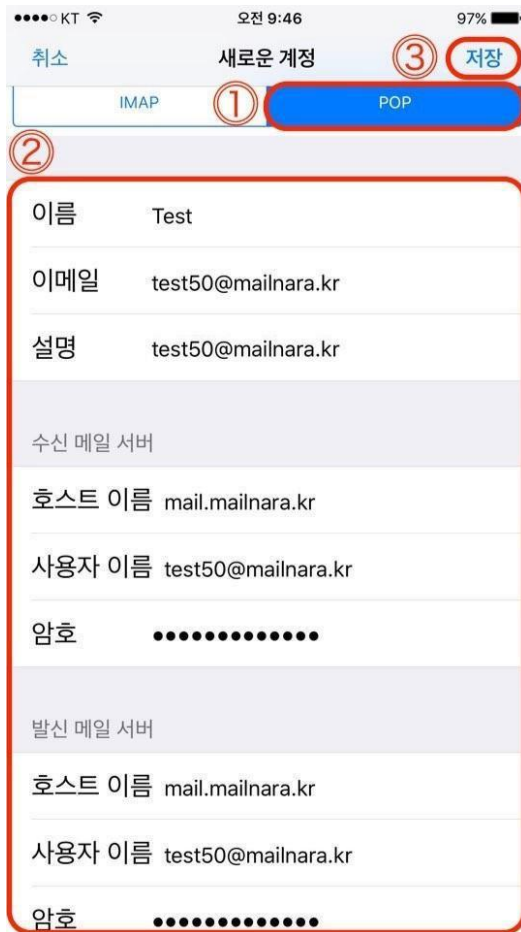 KT 오전 9:46 97%
취소 새로운 계정 ③ 저장
IMAP ① POP
②
이름 Test
이메일 test50@mailnara.kr
설명 test50@mailnara.kr
수신 메일 서버
호스트 이름 mail.mailnara.kr
사용자 이름 test50@mailnara.kr
암호 •••••••••••••
발신 메일 서버
호스트 이름 mail.mailnara.kr
사용자 이름 test50@mailnara.kr
암호 •••••••••••••